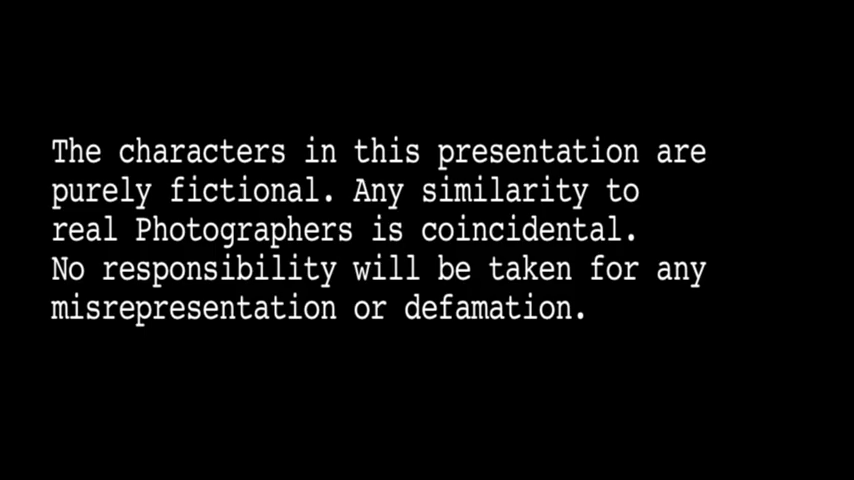 The characters in this presentation are
purely fictional. Any similarity to
real Photographers is coincidental.
No responsibility will be taken for any
misrepresentation or defamation.